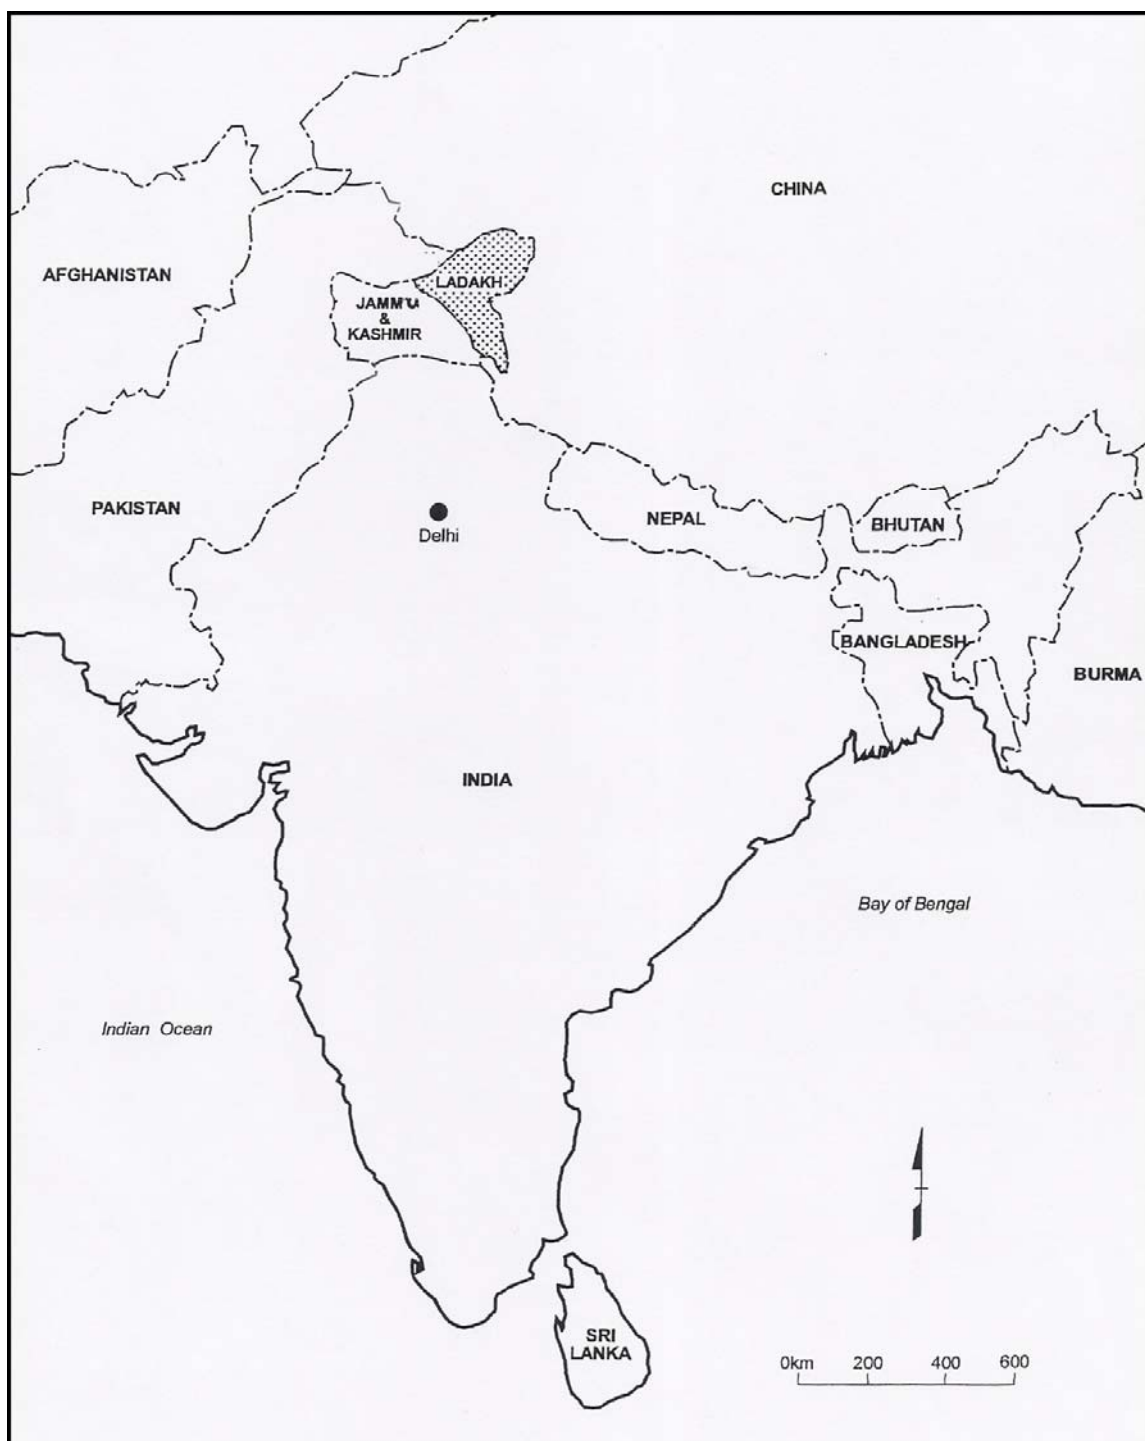 CHINA
AFGHANISTAN
LADAKH
JAMMU
&
KASHMIR
PAKISTAN
Delhi
NEPAL
BHUTAN
BANGLADESH
BURMA
INDIA
Bay of Bengal
Indian Ocean
SRI
LANKA
0km 200 400 600